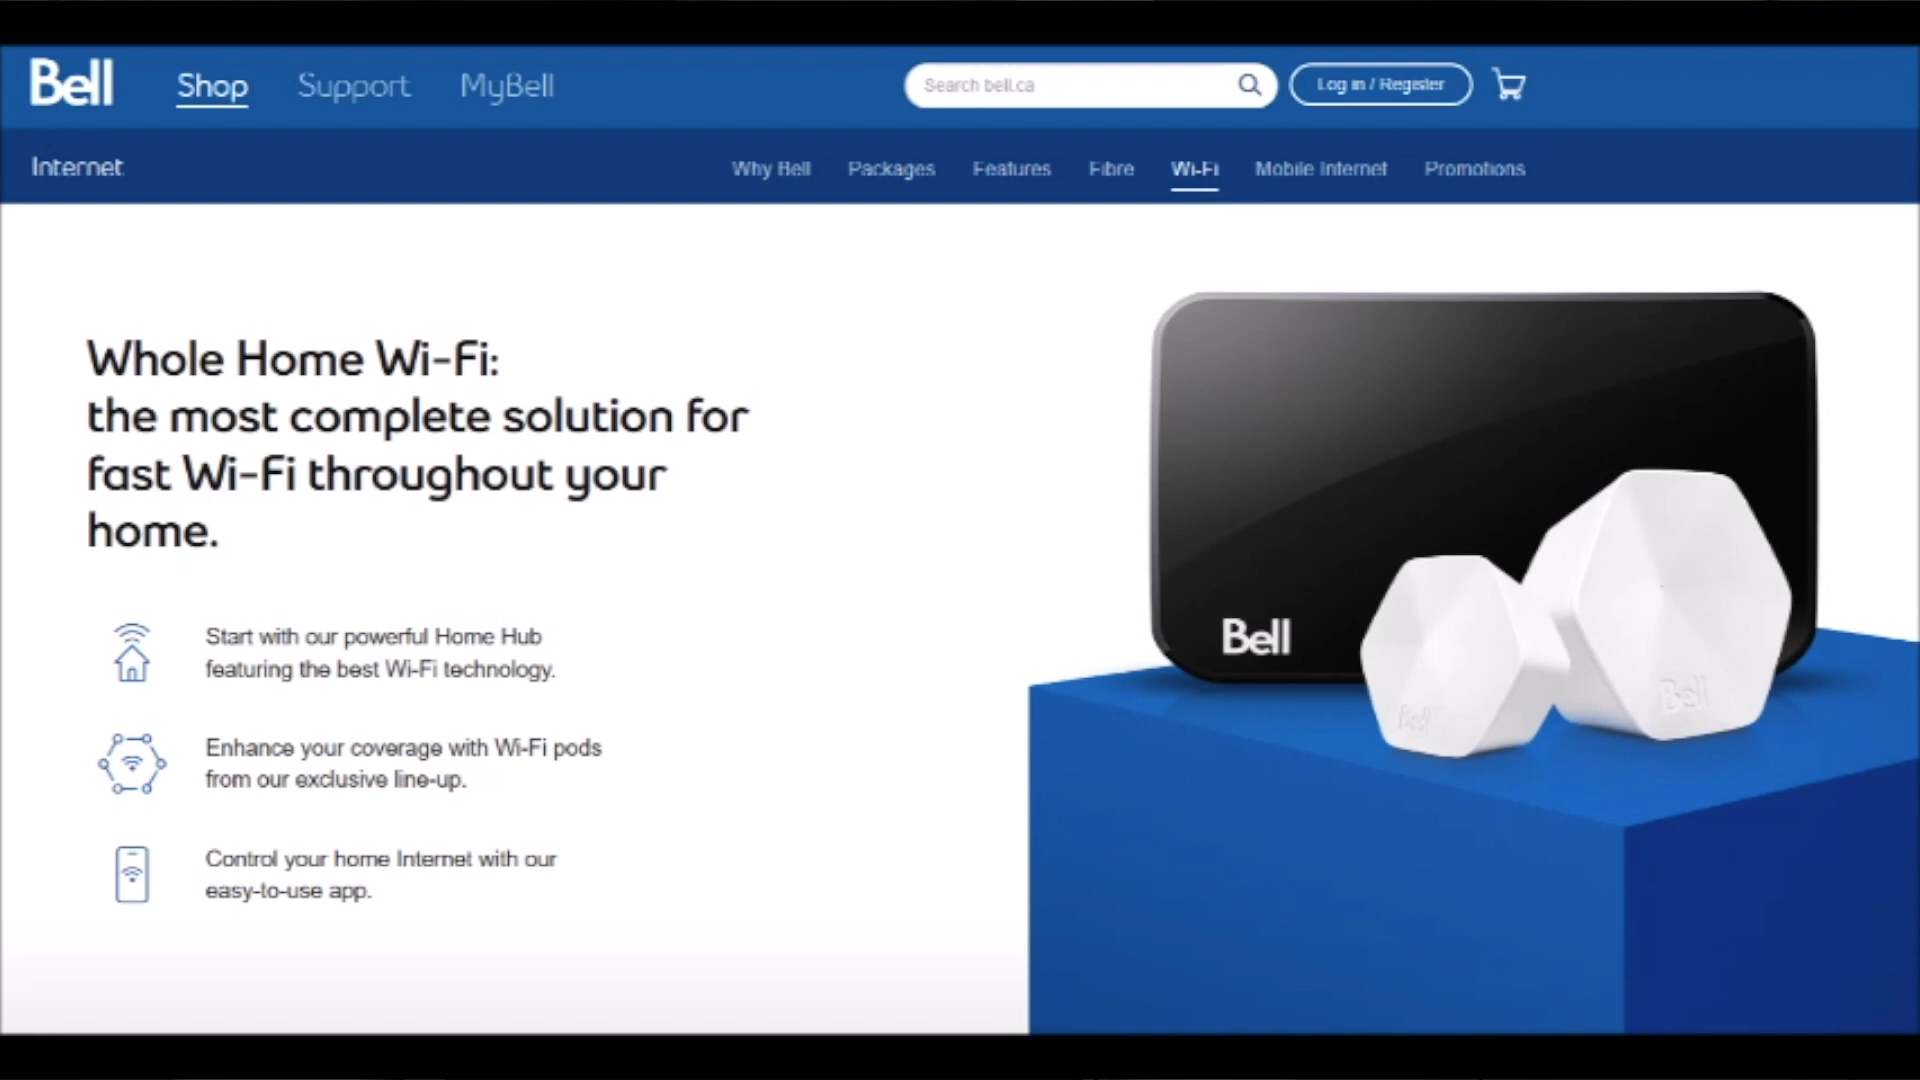 Bell
Shop Support MyBell
Search bell.ca
Log in / Register
Internet
Why Bell Packages Features Fibre Wi-Fi Mobile Internet Promotions
Whole Home Wi-Fi:
the most complete solution for
fast Wi-Fi throughout your
home.
Start with our powerful Home Hub
featuring the best Wi-Fi technology.
Enhance your coverage with Wi-Fi pods
from our exclusive line-up.
Control your home Internet with our
easy-to-use app.
Bell
Bell
Bell